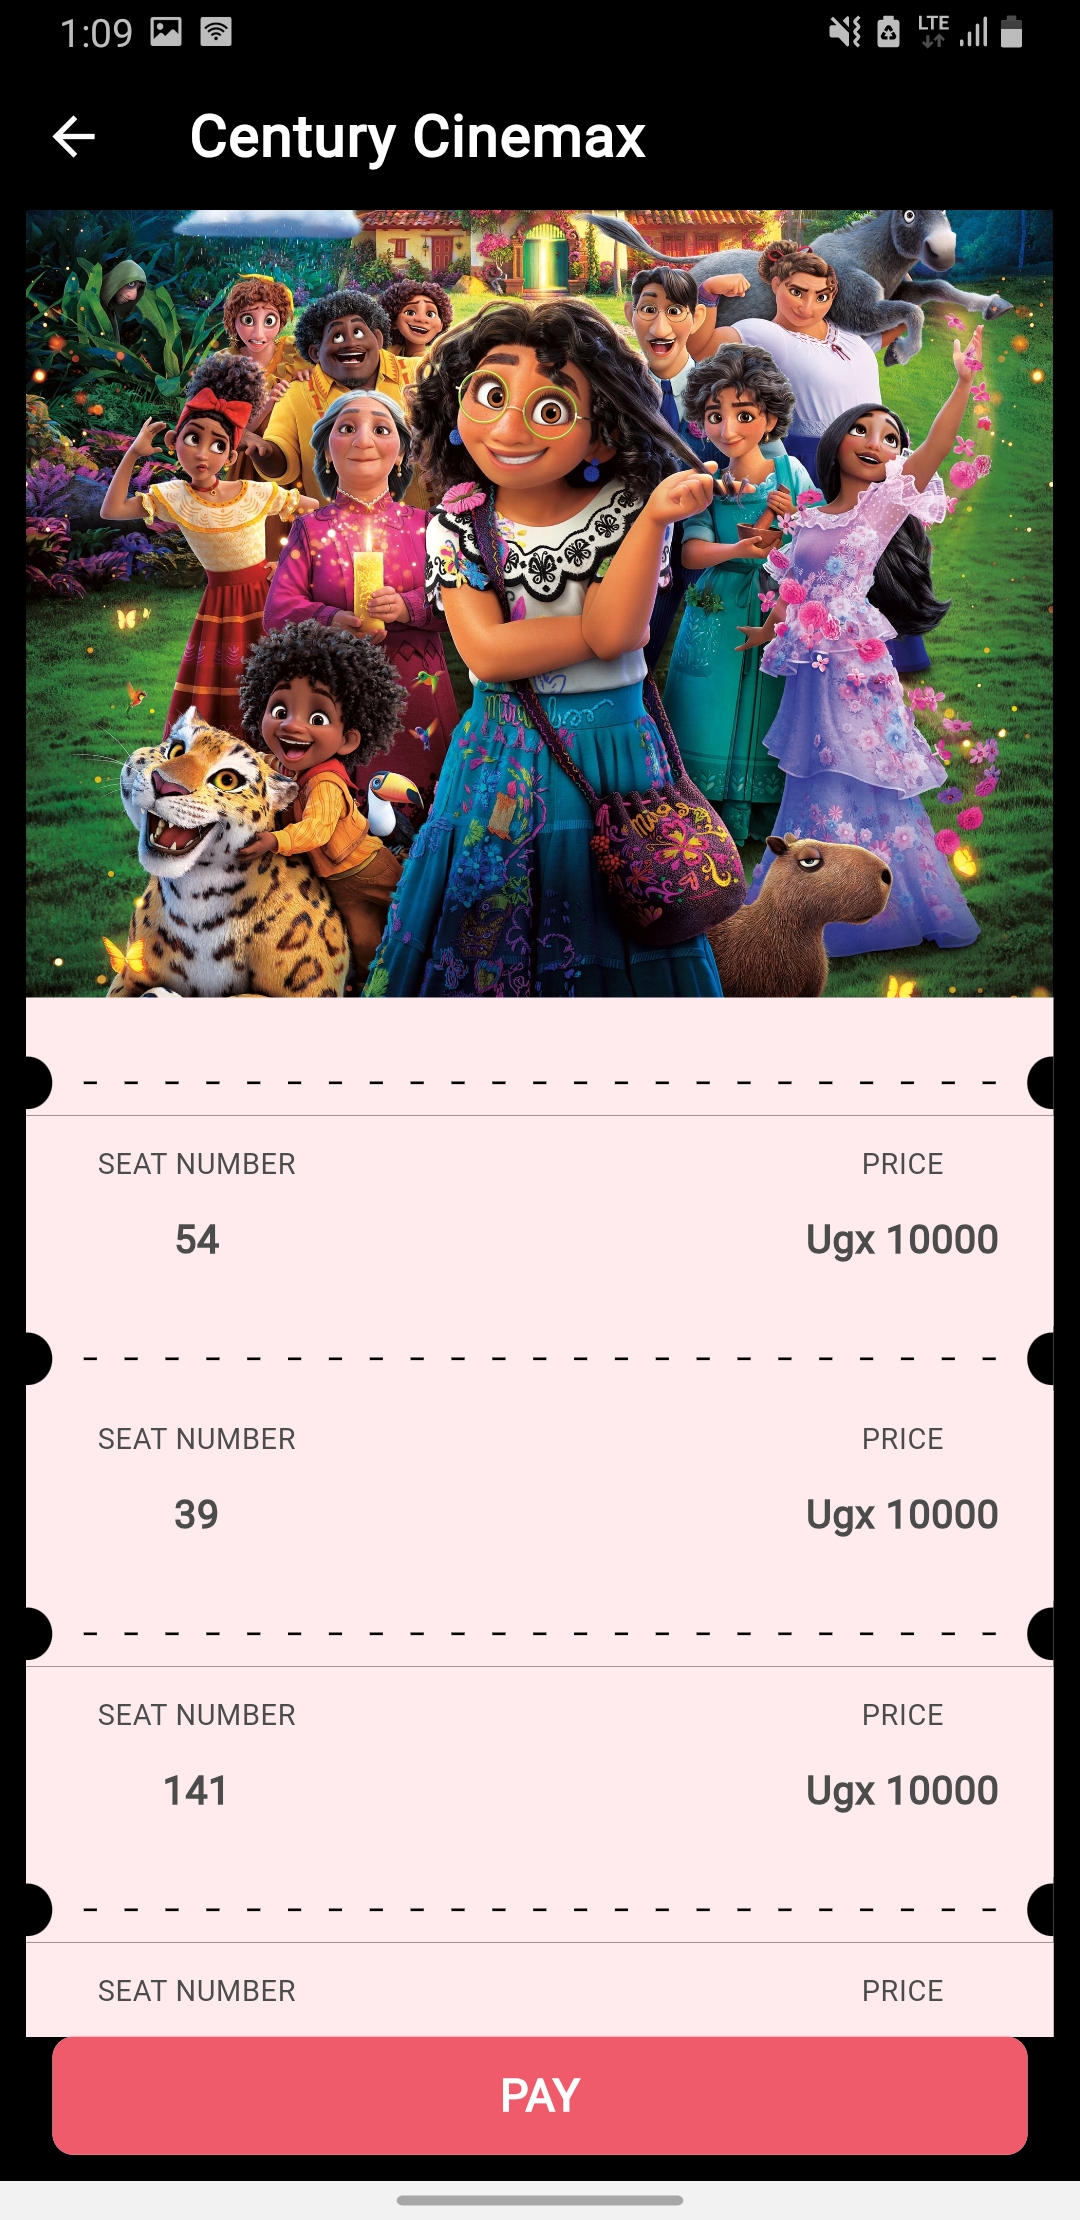 1:09
LTE
Century Cinemax
SEAT NUMBER PRICE
54 Ugx 10000
SEAT NUMBER PRICE
39 Ugx 10000
SEAT NUMBER PRICE
141 Ugx 10000
SEAT NUMBER PRICE
PAY